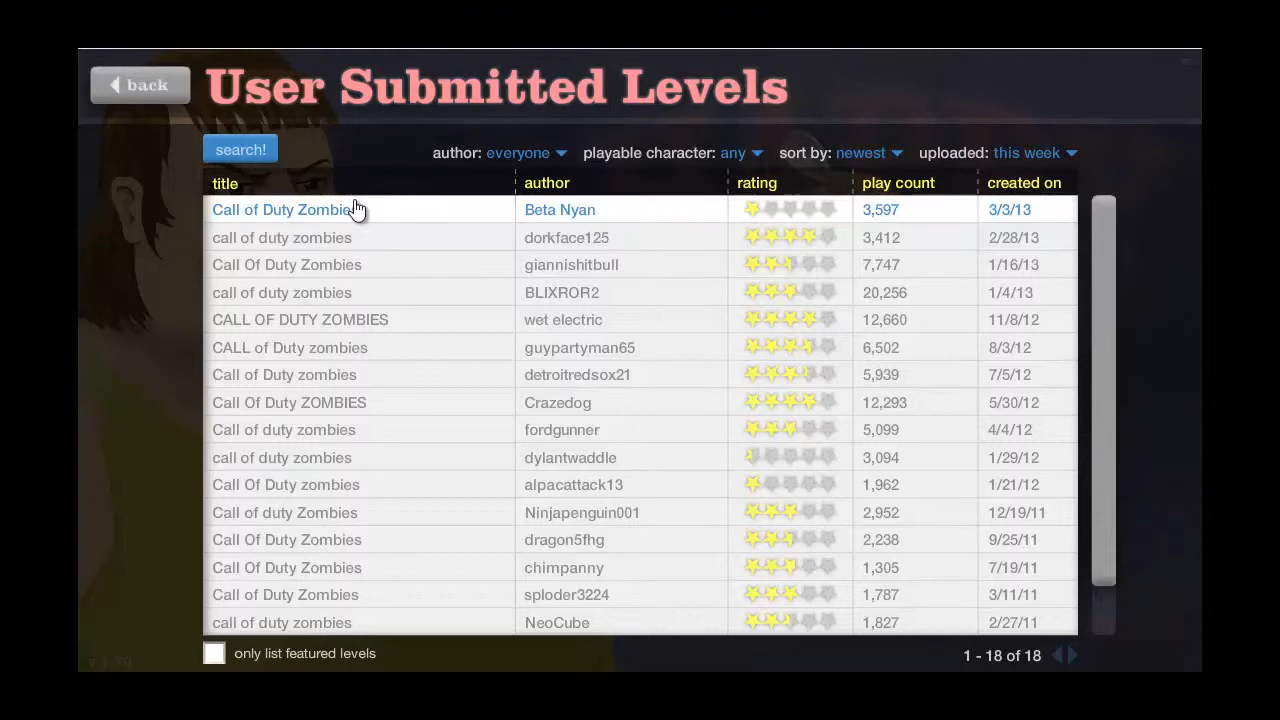 back
User Submitted Levels
search!
author: everyone playable character: any sort by: newest uploaded: this week
title author rating play count created on
Call of Duty Zombie Beta Nyan 3,597 3/3/13
call of duty zombies dorkface125 3,412 2/28/13
Call Of Duty Zombies giannishitbull 7,747 1/16/13
call of duty zombies BLIXROR2 20,256 1/4/13
CALL OF DUTY ZOMBIES wet electric 12,660 11/8/12
CALL of Duty zombies guypartyman65 6,502 8/3/12
Call of Duty zombies detroitredsox21 5,939 7/5/12
Call Of Duty ZOMBIES Crazedog 12,293 5/30/12
Call of duty zombies fordgunner 5,099 4/4/12
call of duty zombies dylantwaddle 3,094 1/29/12
Call Of Duty zombies alpacattack13 1,962 1/21/12
Call of duty Zombies Ninjapenguin001 2,952 12/19/11
Call Of Duty Zombies dragon5fhg 2,238 9/25/11
Call Of Duty Zombies chimpanny 1,305 7/19/11
Call of Duty Zombies sploder3224 1,787 3/11/11
call of duty zombies NeoCube 1,827 2/27/11
only list featured levels 1 - 18 of 18